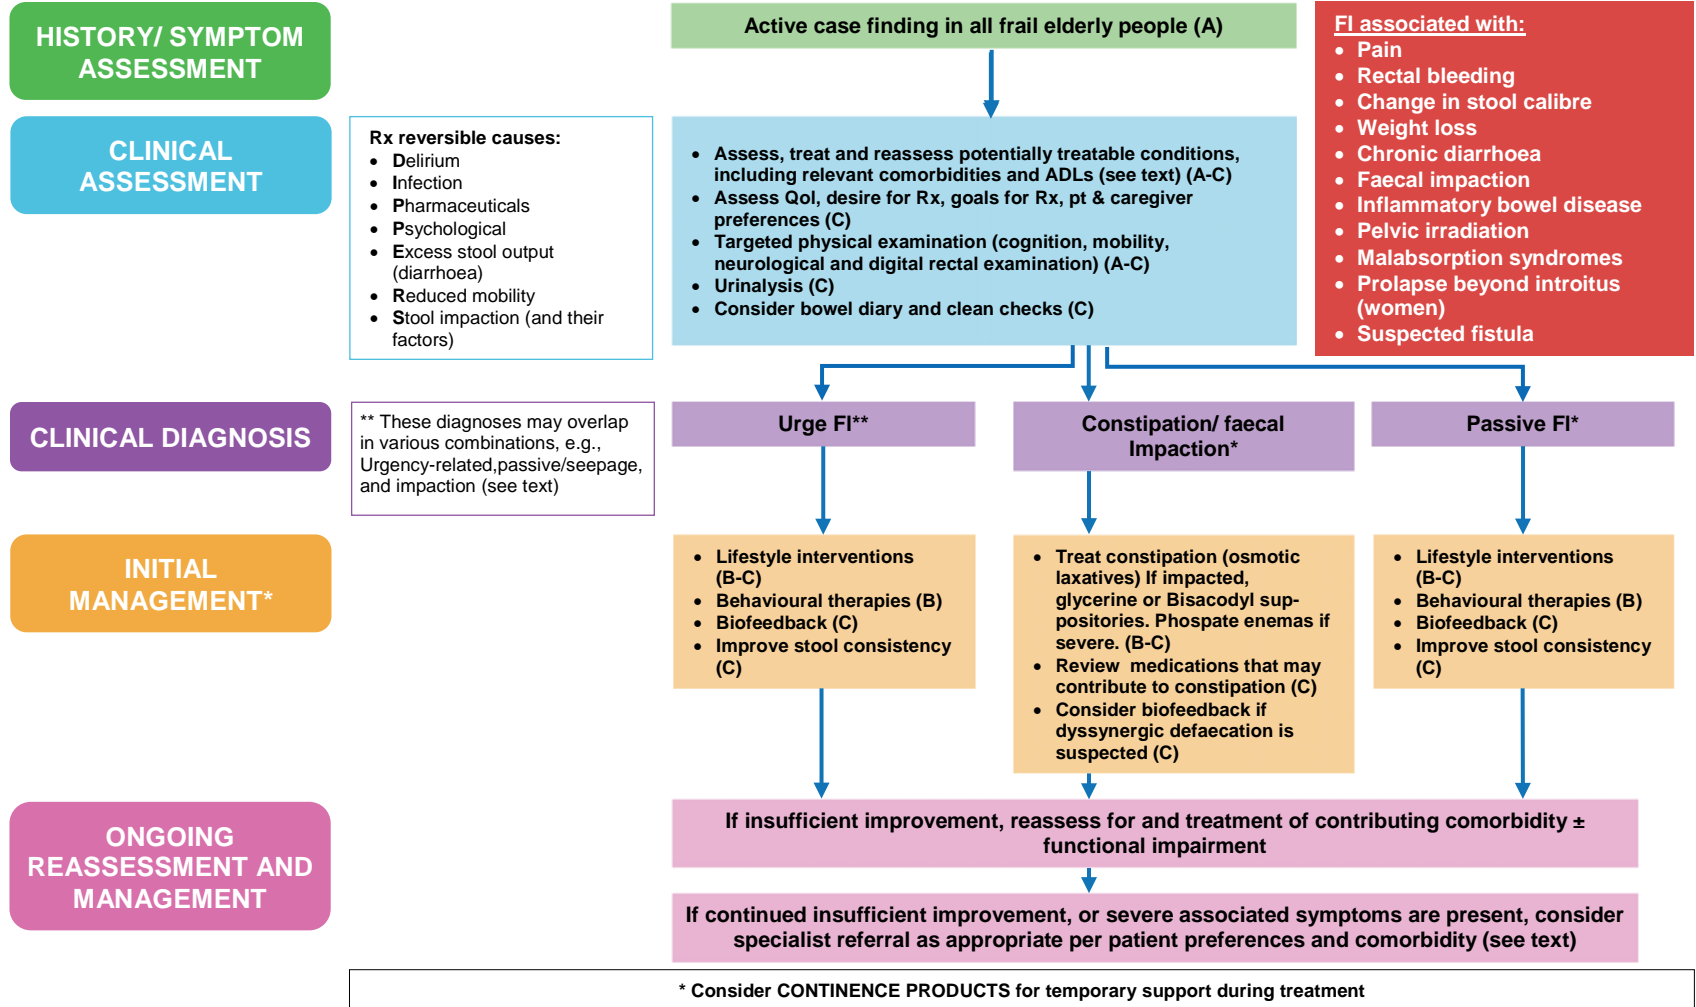 HISTORY/ SYMPTOM
ASSESSMENT
Active case finding in all frail elderly people (A)
FI associated with:
• Pain
• Rectal bleeding
• Change in stool calibre
• Weight loss
• Chronic diarrhoea
• Faecal impaction
• Inflammatory bowel disease
• Pelvic irradiation
• Malabsorption syndromes
• Prolapse beyond introitus
(women)
• Suspected fistula
CLINICAL
ASSESSMENT
Rx reversible causes:
• Delirium
• Infection
• Pharmaceuticals
• Psychological
• Excess stool output
(diarrhoea)
• Reduced mobility
• Stool impaction (and their
factors)
• Assess, treat and reassess potentially treatable conditions,
including relevant comorbidities and ADLs (see text) (A-C)
• Assess Qol, desire for Rx, goals for Rx, pt & caregiver
preferences (C)
• Targeted physical examination (cognition, mobility,
neurological and digital rectal examination) (A-C)
• Urinalysis (C)
• Consider bowel diary and clean checks (C)
CLINICAL DIAGNOSIS
** These diagnoses may overlap
in various combinations, e.g.,
Urgency-related,passive/seepage,
and impaction (see text)
Urge FI**
Constipation/ faecal
Impaction*
Passive FI*
INITIAL
MANAGEMENT*
• Lifestyle interventions
(B-C)
• Behavioural therapies (B)
• Biofeedback (C)
• Improve stool consistency
(C)
• Treat constipation (osmotic
laxatives) If impacted,
glycerine or Bisacodyl sup-
positories. Phospate enemas if
severe. (B-C)
• Review medications that may
contribute to constipation (C)
• Consider biofeedback if
dyssynergic defaecation is
suspected (C)
• Lifestyle interventions
(B-C)
• Behavioural therapies (B)
• Biofeedback (C)
• Improve stool consistency
(C)
ONGOING
REASSESSMENT AND
MANAGEMENT
If insufficient improvement, reassess for and treatment of contributing comorbidity ±
functional impairment
If continued insufficient improvement, or severe associated symptoms are present, consider
specialist referral as appropriate per patient preferences and comorbidity (see text)
* Consider CONTINENCE PRODUCTS for temporary support during treatment